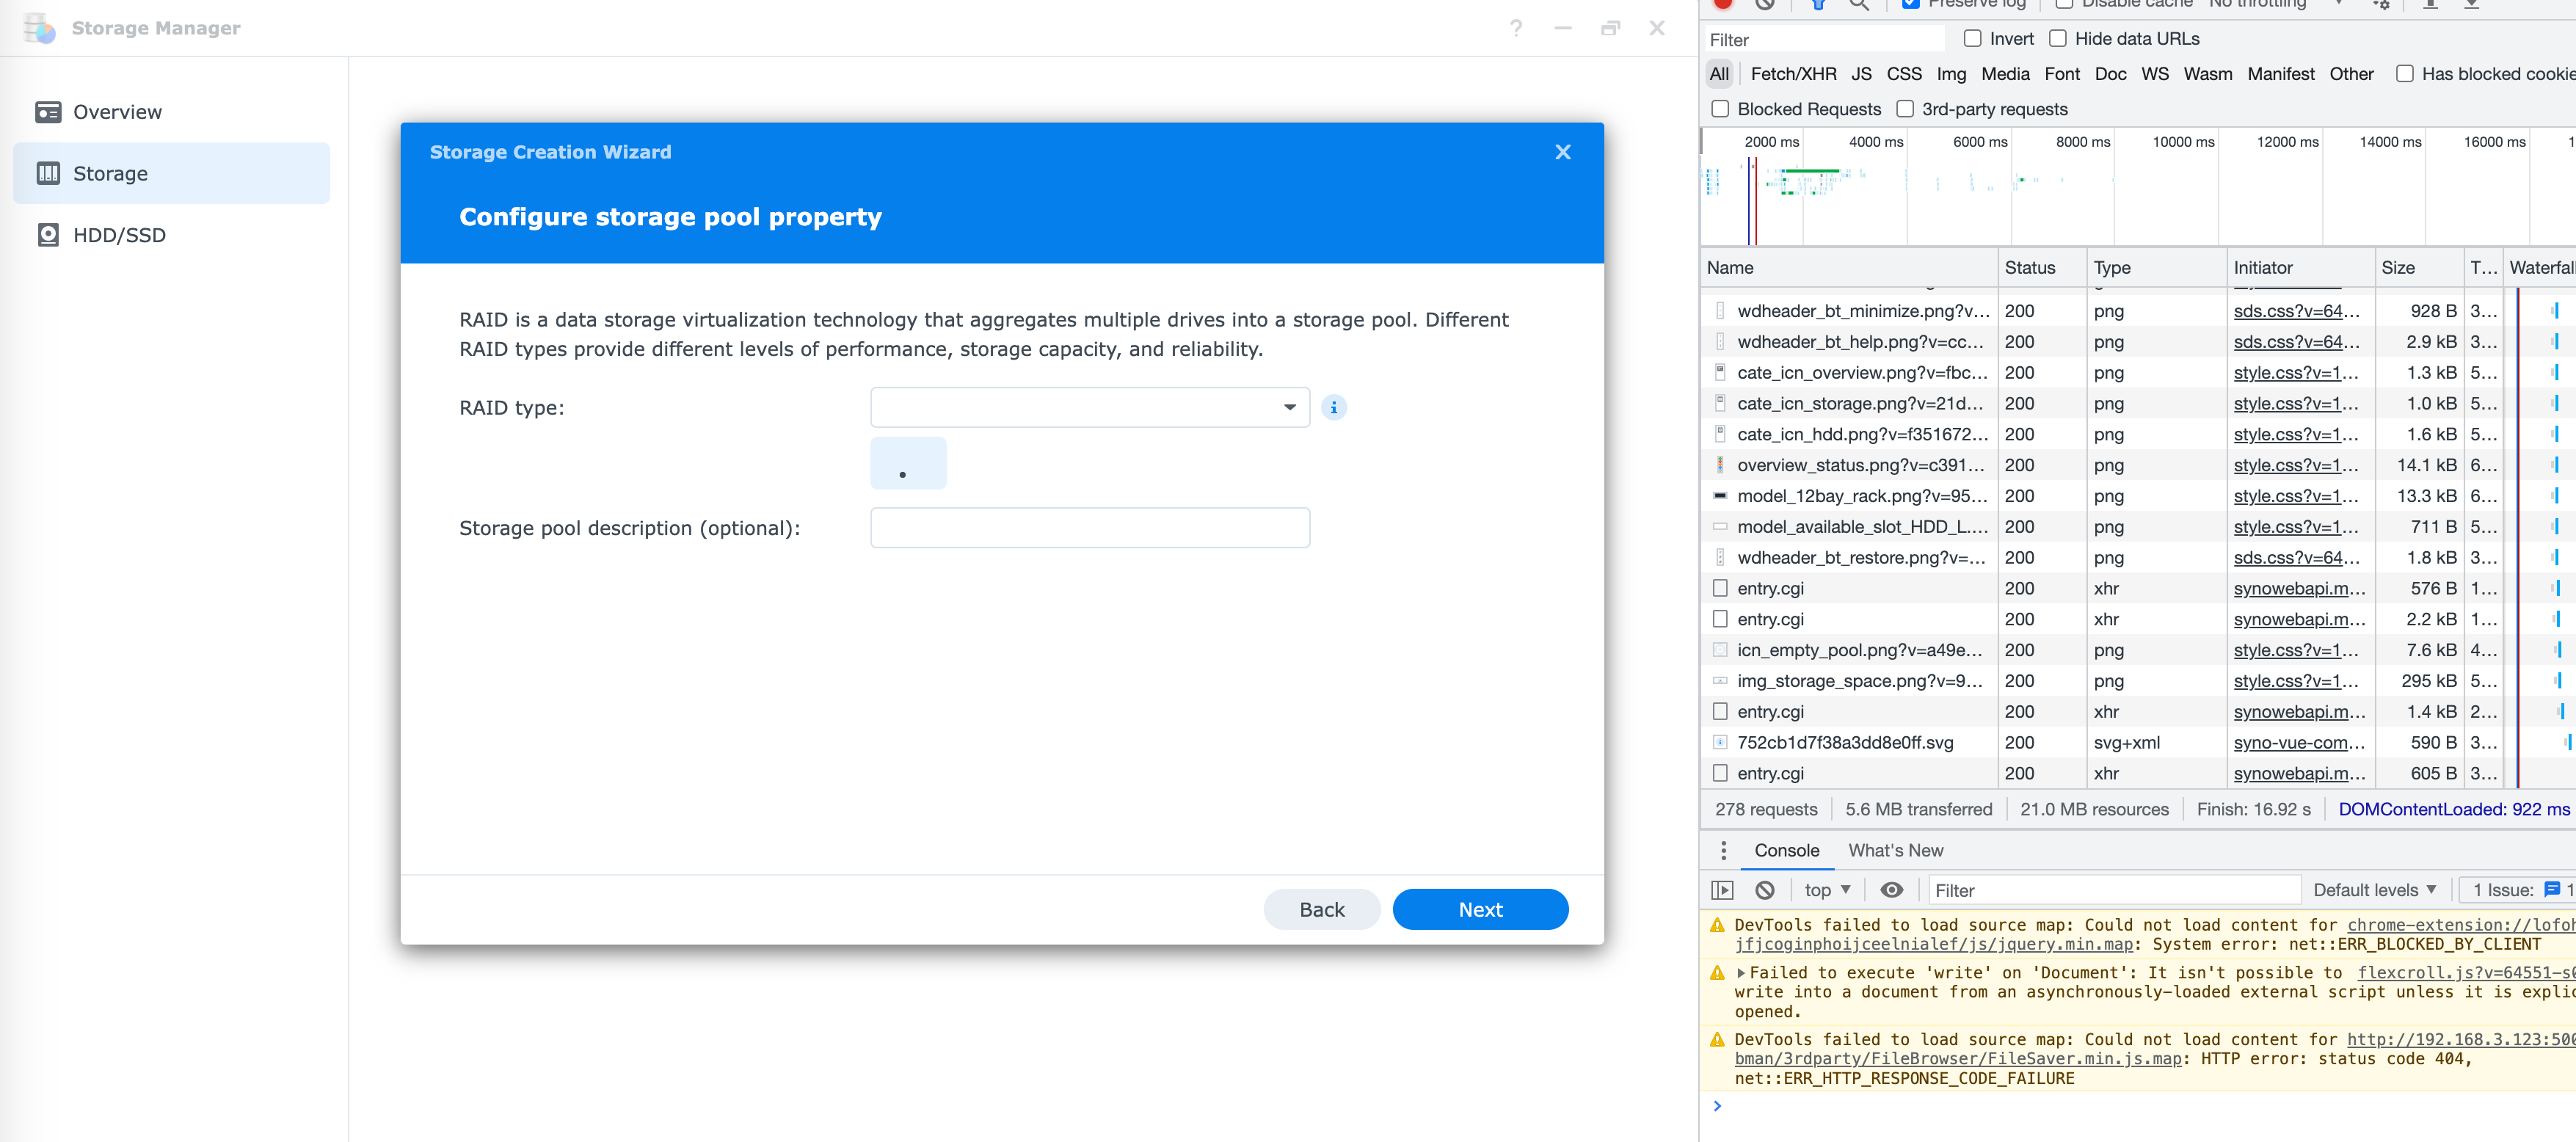 Storage Manager
Overview
Storage
HDD/SSD
Storage Creation Wizard
Configure storage pool property
RAID is a data storage virtualization technology that aggregates multiple drives into a storage pool. Different
RAID types provide different levels of performance, storage capacity, and reliability.
RAID type:
.
Storage pool description (optional):
Back
Next
Preserve log Disable cache No throttling
Filter Invert Hide data URLs
All Fetch/XHR JS CSS Img Media Font Doc WS Wasm Manifest Other Has blocked cookie
Blocked Requests 3rd-party requests
2000 ms 4000 ms 6000 ms 8000 ms 10000 ms 12000 ms 14000 ms 16000 ms 1
Name Status Type Initiator Size T... Waterfal
wdheader_bt_minimize.png?v... 200 png sds.css?v=64... 928 B 3...
wdheader_bt_help.png?v=cc... 200 png sds.css?v=64... 2.9 kB 3...
cate_icn_overview.png?v=fbc... 200 png style.css?v=1... 1.3 kB 5...
cate_icn_storage.png?v=21d... 200 png style.css?v=1... 1.0 kB 5...
cate_icn_hdd.png?v=f351672... 200 png style.css?v=1... 1.6 kB 5...
overview_status.png?v=c391... 200 png style.css?v=1... 14.1 kB 6...
model_12bay_rack.png?v=95... 200 png style.css?v=1... 13.3 kB 6...
model_available_slot_HDD_L.... 200 png style.css?v=1... 711 B 5...
wdheader_bt_restore.png?v=... 200 png sds.css?v=64... 1.8 kB 3...
entry.cgi 200 xhr synowebapi.m... 576 B 1...
entry.cgi 200 xhr synowebapi.m... 2.2 kB 1...
icn_empty_pool.png?v=a49e... 200 png style.css?v=1... 7.6 kB 4...
img_storage_space.png?v=9... 200 png style.css?v=1... 295 kB 5...
entry.cgi 200 xhr synowebapi.m... 1.4 kB 2...
752cb1d7f38a3dd8e0ff.svg 200 svg+xml syno-vue-com... 590 B 3...
entry.cgi 200 xhr synowebapi.m... 605 B 3...
278 requests 5.6 MB transferred 21.0 MB resources Finish: 16.92 s DOMContentLoaded: 922 ms
Console What's New
top Filter Default levels 1 Issue: 1
DevTools failed to load source map: Could not load content for chrome-extension://lofoh
jfjcoginphoijceelnialef/js/jquery.min.map: System error: net::ERR_BLOCKED_BY_CLIENT
Failed to execute 'write' on 'Document': It isn't possible to flexcroll.js?v=64551-s
write into a document from an asynchronously-loaded external script unless it is explic
opened.
DevTools failed to load source map: Could not load content for http://192.168.3.123:500
bman/3rdparty/FileBrowser/FileSaver.min.js.map: HTTP error: status code 404,
net::ERR_HTTP_RESPONSE_CODE_FAILURE